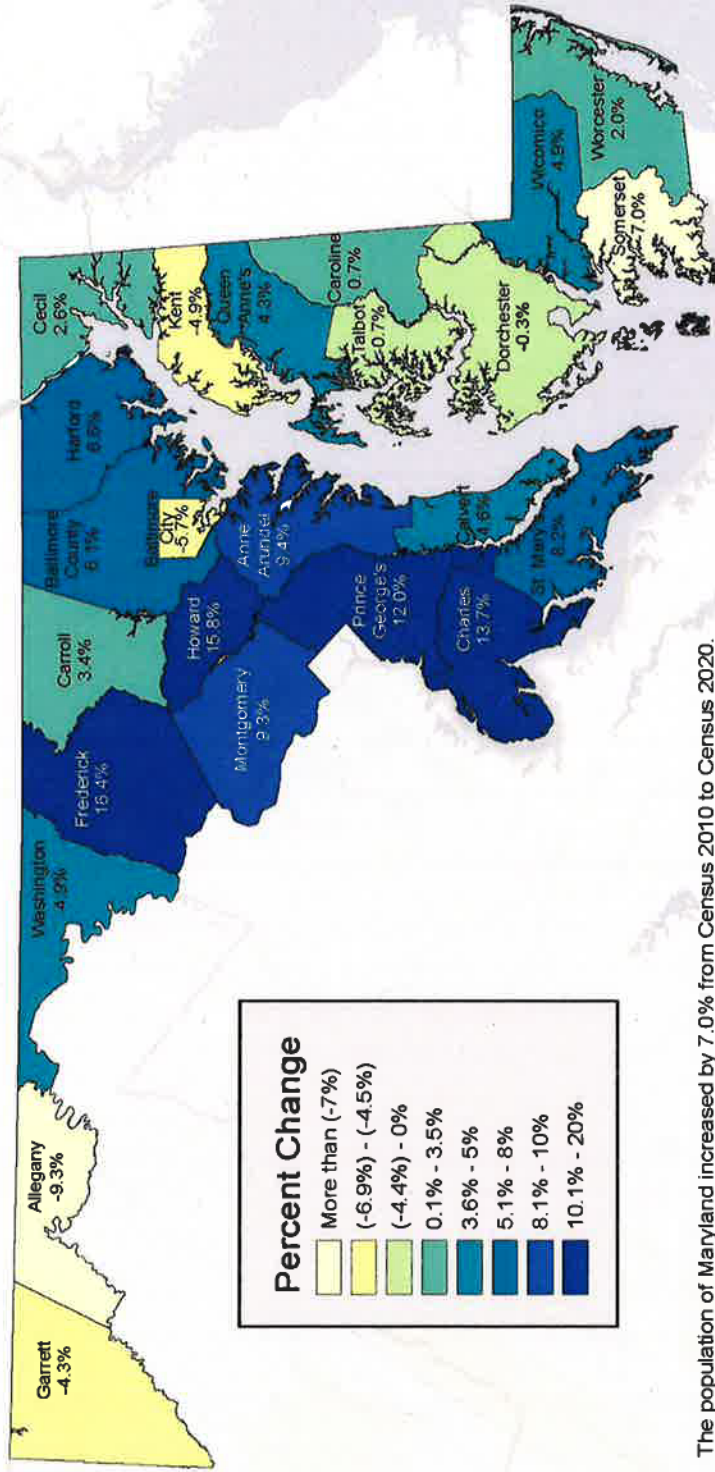 Garrett
-4.3%
Allegany
-9.3%
Washington
4.9%
Frederick
16.4%
Carroll
3.4%
Baltimore
County
6.1%
Harford
6.6%
Cecil
2.6%
Baltimore
City
-5.7%
Howard
15.8%
Montgomery
9.3%
Anne
Arundel
9.4%
Prince
George's
12.0%
Charles
13.7%
Calvert
4.6%
St. Mary's
8.2%
Kent
-4.9%
Queen
Anne's
4.3%
Caroline
0.7%
Talbot
-0.7%
Dorchester
-0.3%
Wicomico
4.9%
Somerset
-7.0%
Worcester
2.0%
Percent Change
More than (-7%)
(-6.9%) - (-4.5%)
(-4.4%) - 0%
0.1% - 3.5%
3.6% - 5%
5.1% - 8%
8.1% - 10%
10.1% - 20%
The population of Maryland increased by 7.0% from Census 2010 to Census 2020.